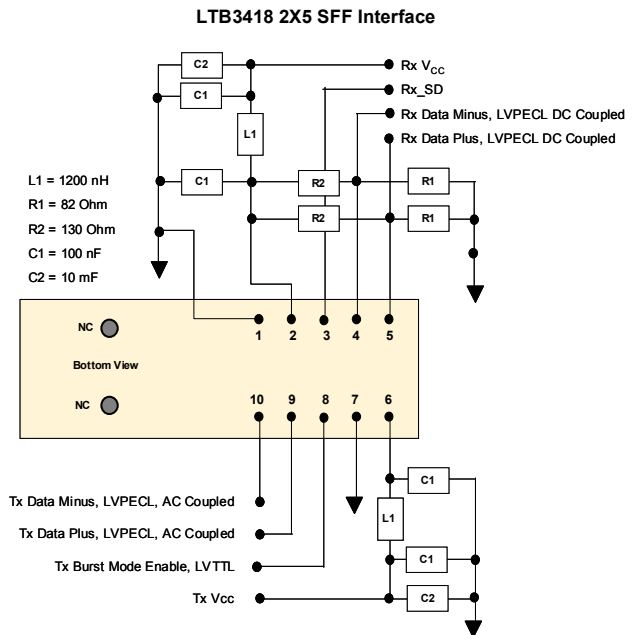 LTB3418 2X5 SFF Interface
C2
Rx VCC
C1
Rx_SD
Rx Data Minus, LVPECL DC Coupled
L1
Rx Data Plus, LVPECL DC Coupled
L1 = 1200 nH
C1
R2
R1
R1 = 82 Ohm
R2 = 130 Ohm
R2
R1
C1 = 100 nF
C2 = 10 mF
NC
1 2 3 4 5
Bottom View
NC
10 9 8 7 6
C1
Tx Data Minus, LVPECL, AC Coupled
L1
Tx Data Plus, LVPECL, AC Coupled
C1
Tx Burst Mode Enable, LVTTL
Tx Vcc
C2